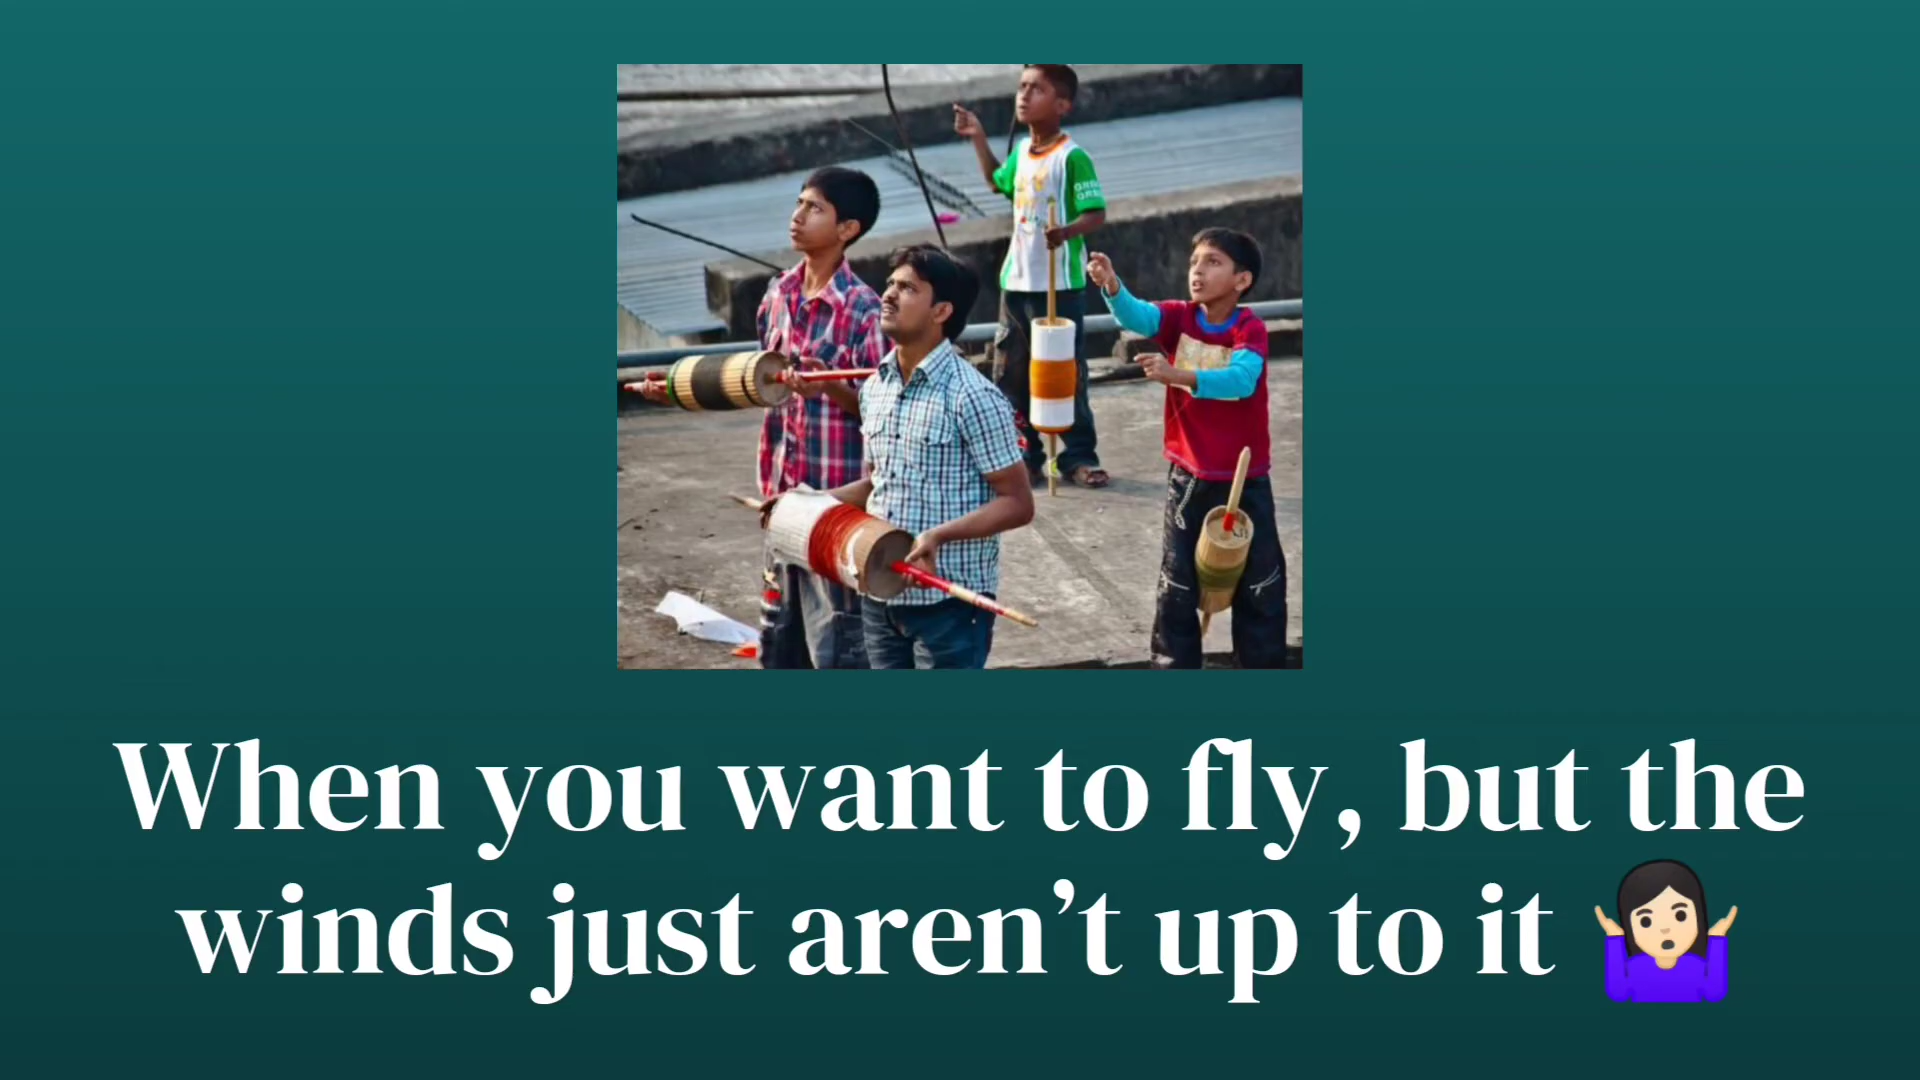 When you want to fly, but the
winds just aren’t up to it 🤷🏻‍♀️